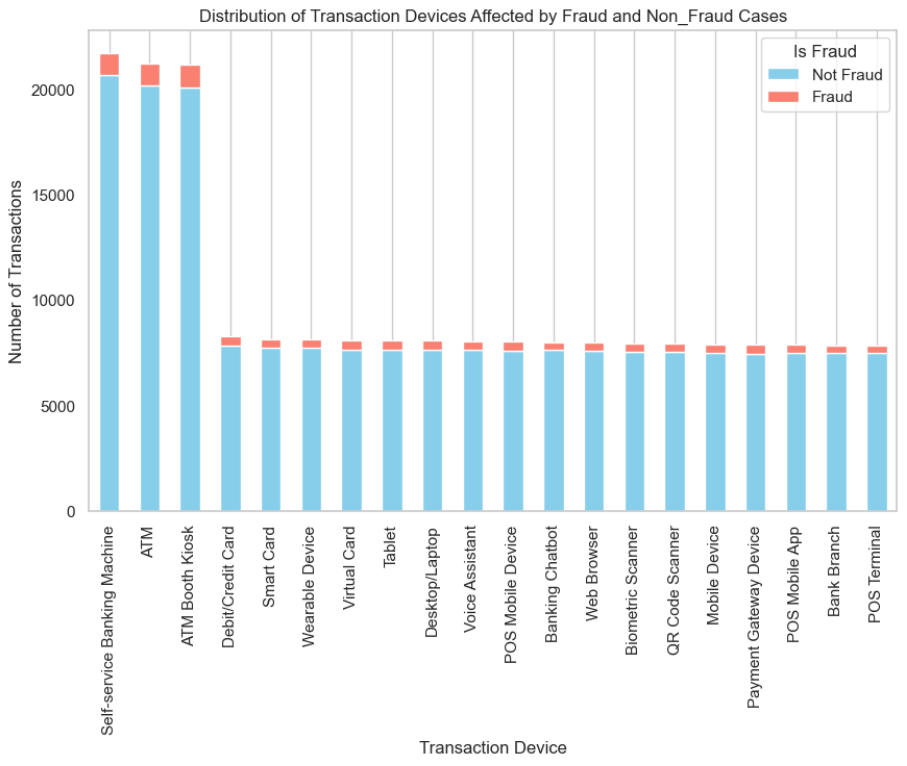 Distribution of Transaction Devices Affected by Fraud and Non_Fraud Cases
Is Fraud
Not Fraud
Fraud
Number of Transactions
20000
15000
10000
5000
0
Self-service Banking Machine
ATM
ATM Booth Kiosk
Debit/Credit Card
Smart Card
Wearable Device
Virtual Card
Tablet
Desktop/Laptop
Voice Assistant
POS Mobile Device
Banking Chatbot
Web Browser
Biometric Scanner
QR Code Scanner
Mobile Device
Payment Gateway Device
POS Mobile App
Bank Branch
POS Terminal
Transaction Device